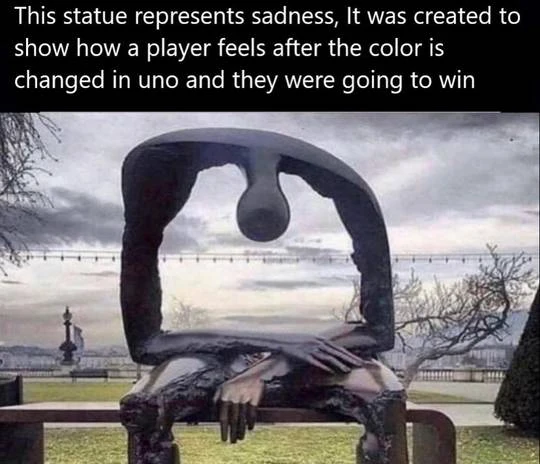 This statue represents sadness, It was created to
show how a player feels after the color is
changed in uno and they were going to win